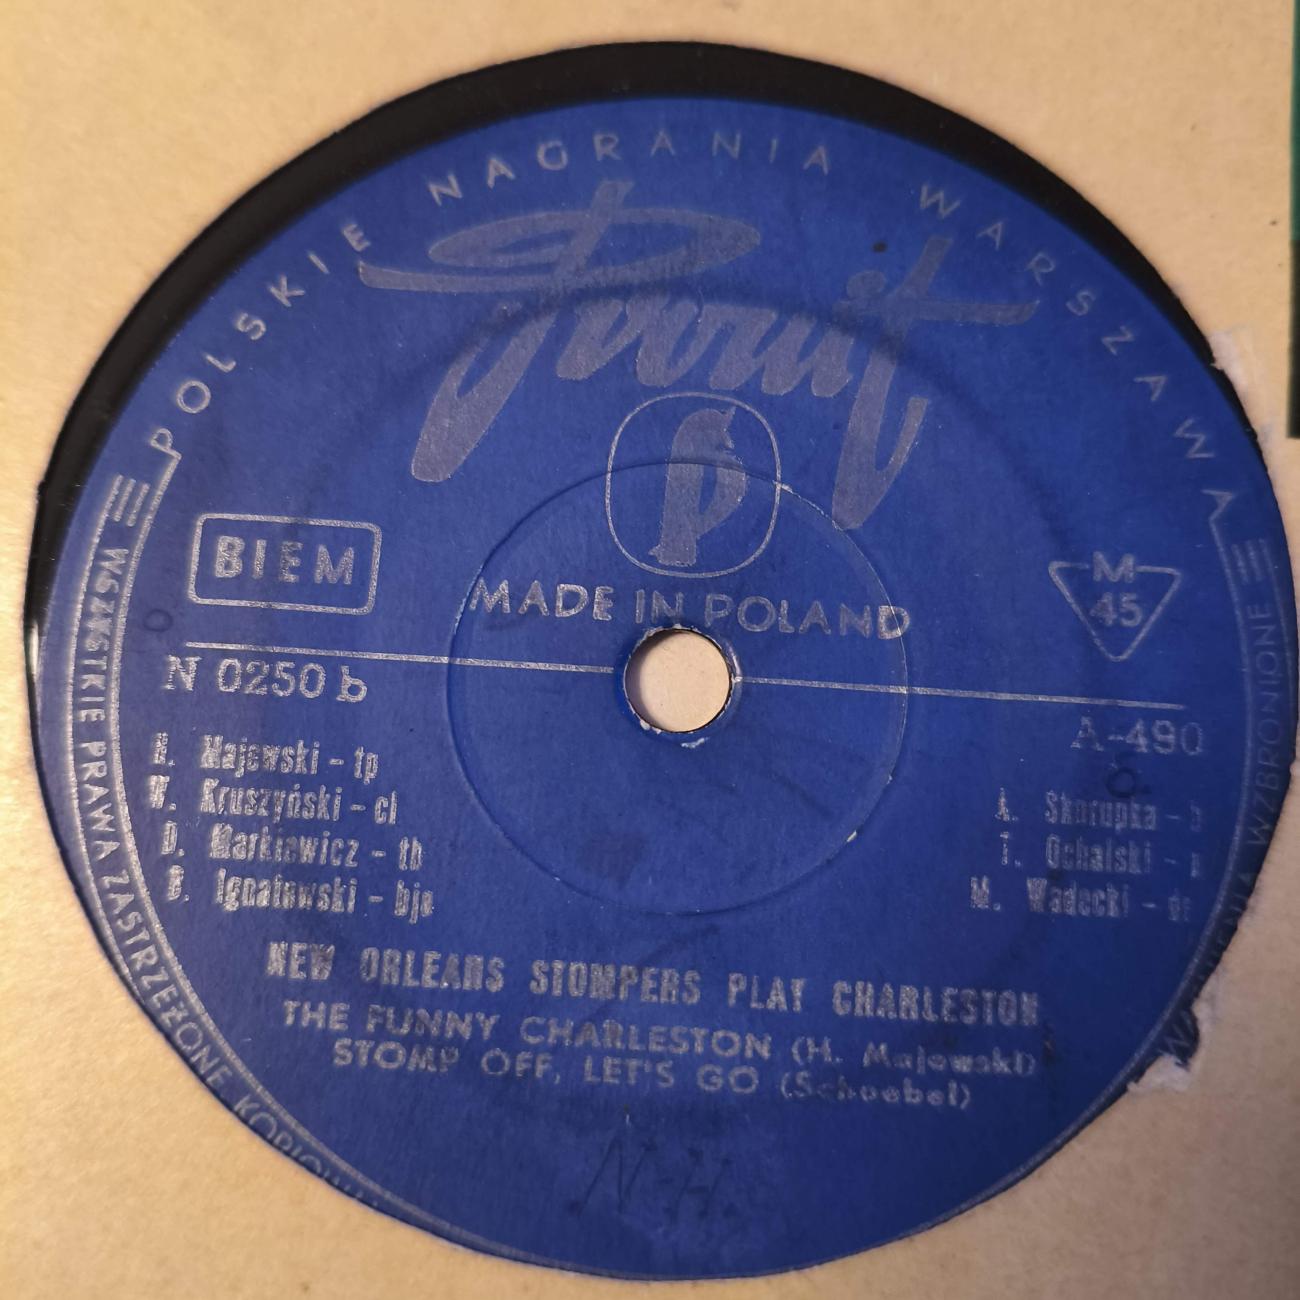 POLSKIE NAGRANIA WARSZAWA
Pronit
BIEM
MADE IN POLAND
M
45
N 0250 b
A-490
H. Majewski - tp
W. Kruszyński - cl
D. Markiewicz - tb
B. Ignatowski - bjo
A. Skorupka -
T. Ochalski -
M. Wadecki -
NEW ORLEANS STOMPERS PLAY CHARLESTON
THE FUNNY CHARLESTON (H. Majewski)
STOMP OFF, LET'S GO (Schoebel)
N-H.
WSZYSTKIE PRAWA ZASTRZEŻONE WZBRONIONE